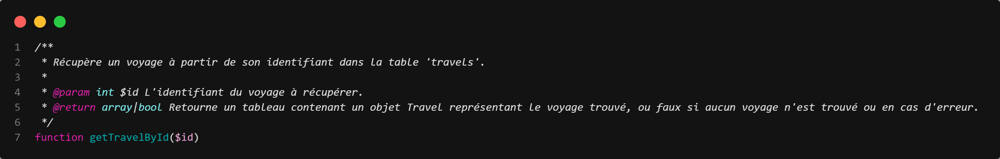 1 /**
2  * Récupère un voyage à partir de son identifiant dans la table 'travels'.
3  *
4  * @param int $id L'identifiant du voyage à récupérer.
5  * @return array|bool Retourne un tableau contenant un objet Travel représentant le voyage trouvé, ou faux si aucun voyage n'est trouvé ou en cas d'erreur.
6  */
7 function getTravelById($id)